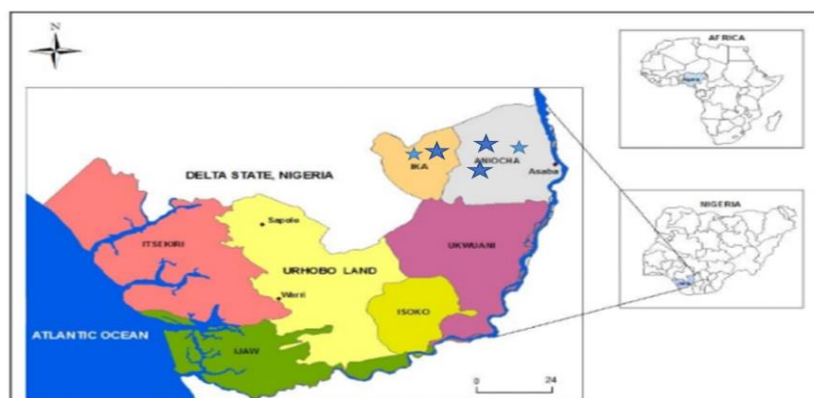 N
AFRICA
Nigeria
DELTA STATE, NIGERIA
IKA
ANIOCHA
Asaba
Sapele
ITSEKIRI
URHOBO LAND
UKWUANI
Warri
ISOKO
ATLANTIC OCEAN
IJAW
0 24
NIGERIA